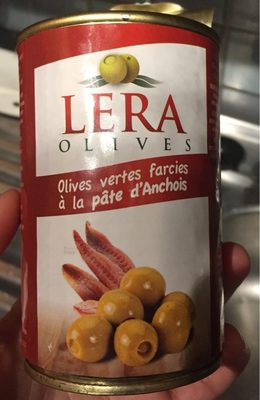 LERA
OLIVES
Olives vertes farcies
à la pâte d'Anchois